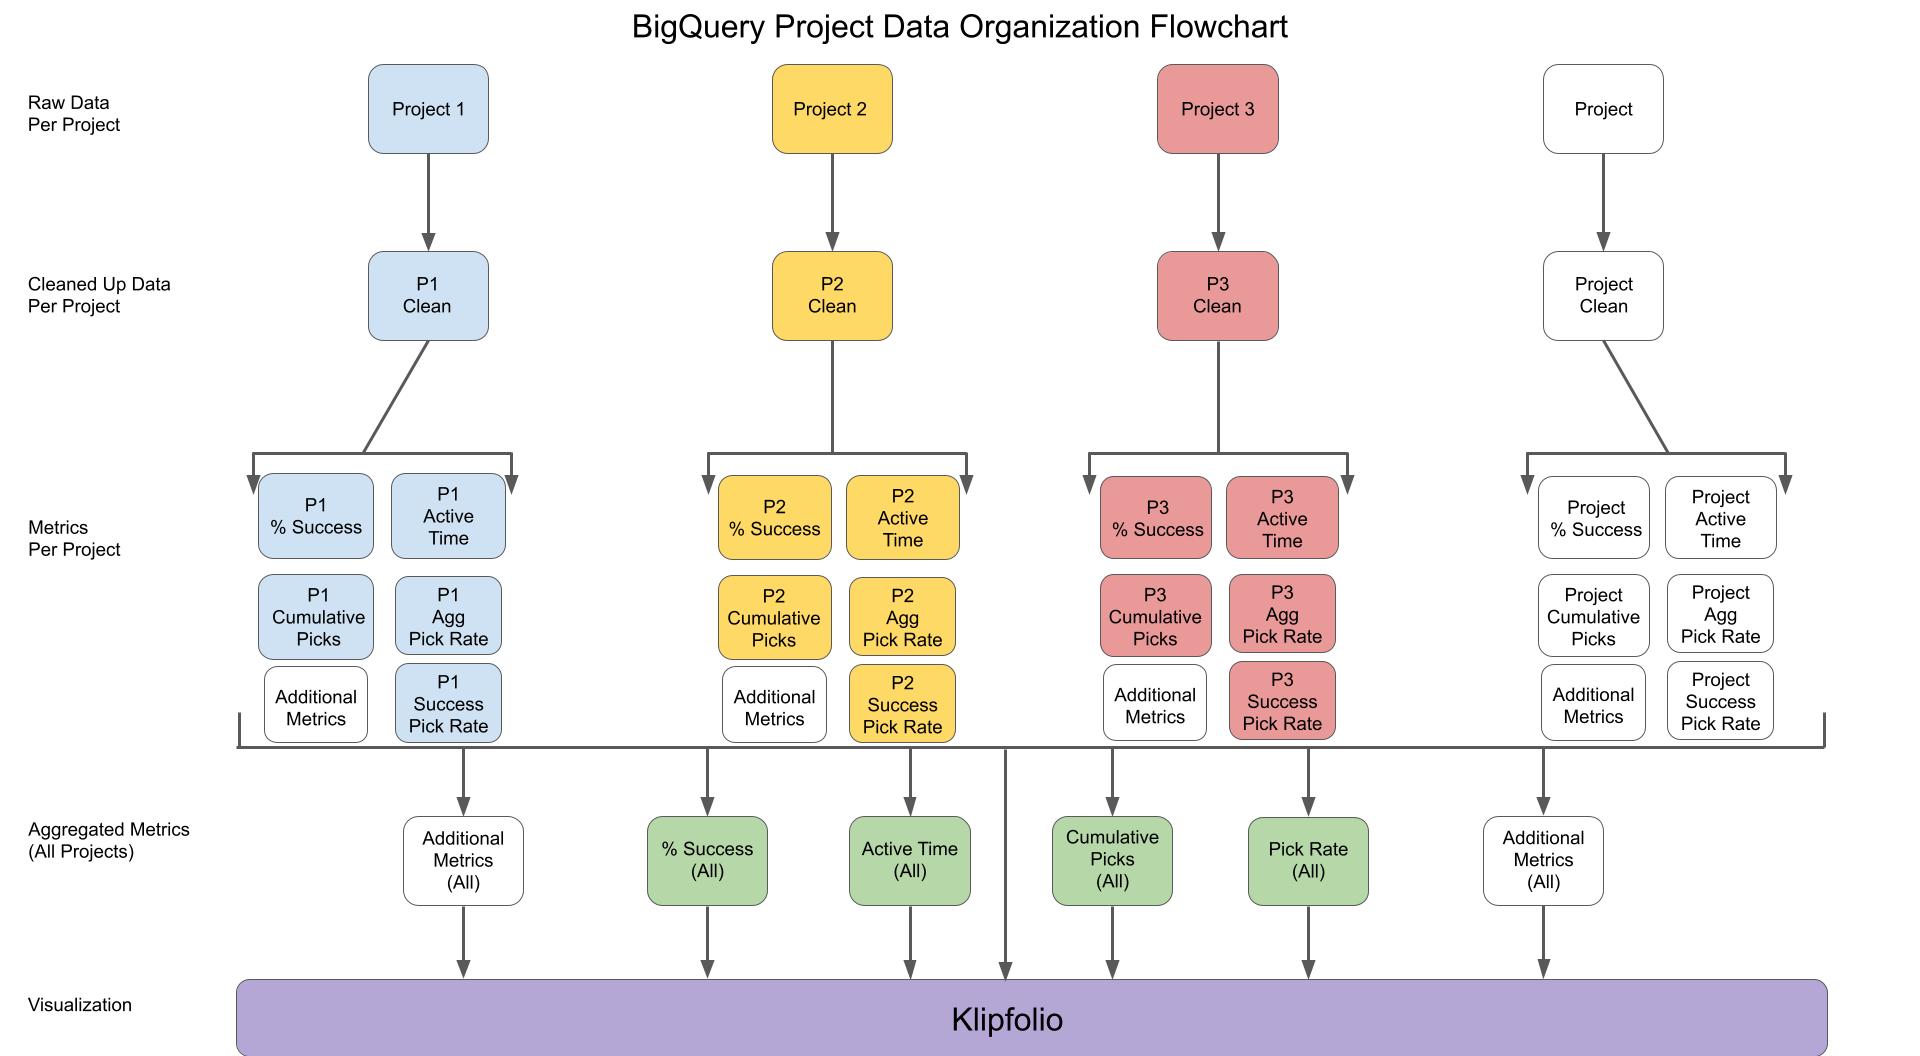 BigQuery Project Data Organization Flowchart
Raw Data
Per Project
Project 1
Project 2
Project 3
Project
Cleaned Up Data
Per Project
P1
Clean
P2
Clean
P3
Clean
Project
Clean
Metrics
Per Project
P1
% Success
P1
Active
Time
P2
% Success
P2
Active
Time
P3
% Success
P3
Active
Time
Project
% Success
Project
Active
Time
P1
Cumulative
Picks
P1
Agg
Pick Rate
P2
Cumulative
Picks
P2
Agg
Pick Rate
P3
Cumulative
Picks
P3
Agg
Pick Rate
Project
Cumulative
Picks
Project
Agg
Pick Rate
Additional
Metrics
P1
Success
Pick Rate
Additional
Metrics
P2
Success
Pick Rate
Additional
Metrics
P3
Success
Pick Rate
Additional
Metrics
Project
Success
Pick Rate
Aggregated Metrics
(All Projects)
Additional
Metrics
(All)
% Success
(All)
Active Time
(All)
Cumulative
Picks
(All)
Pick Rate
(All)
Additional
Metrics
(All)
Visualization
Klipfolio